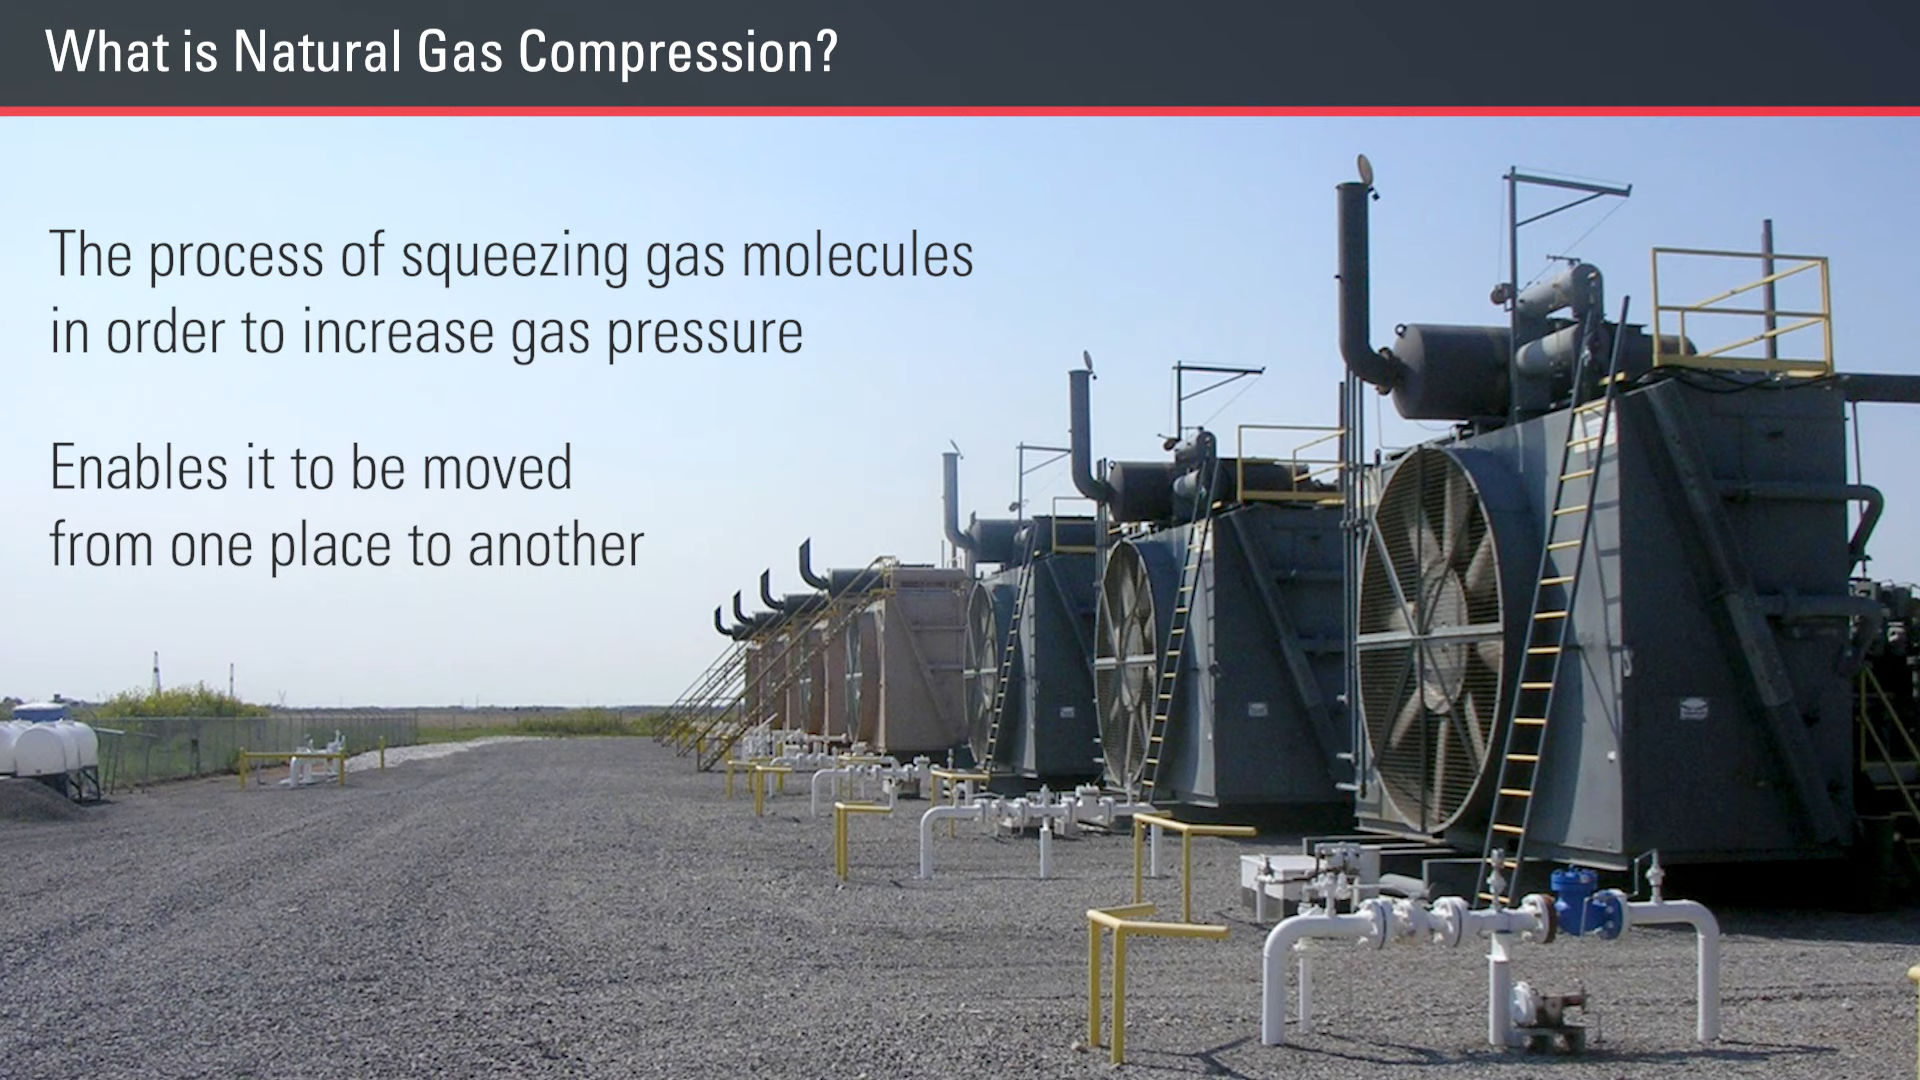 What is Natural Gas Compression?
The process of squeezing gas molecules
in order to increase gas pressure
Enables it to be moved
from one place to another